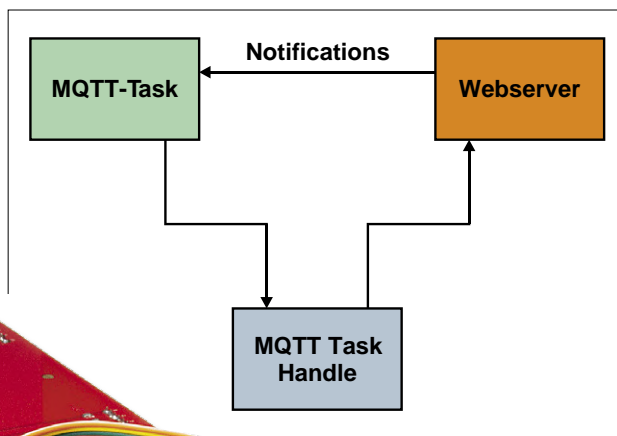 Notifications
MQTT-Task
Webserver
MQTT Task
Handle